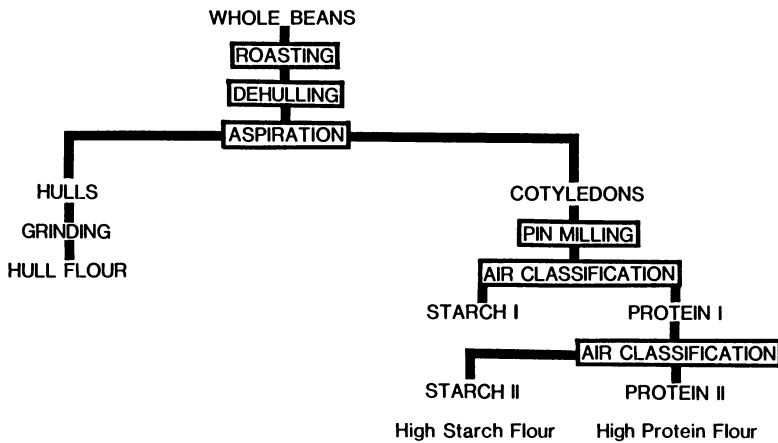 WHOLE BEANS
ROASTING
DEHULLING
ASPIRATION
HULLS
COTYLEDONS
GRINDING
PIN MILLING
HULL FLOUR
AIR CLASSIFICATION
STARCH I
PROTEIN I
AIR CLASSIFICATION
STARCH II
PROTEIN II
High Starch Flour
High Protein Flour